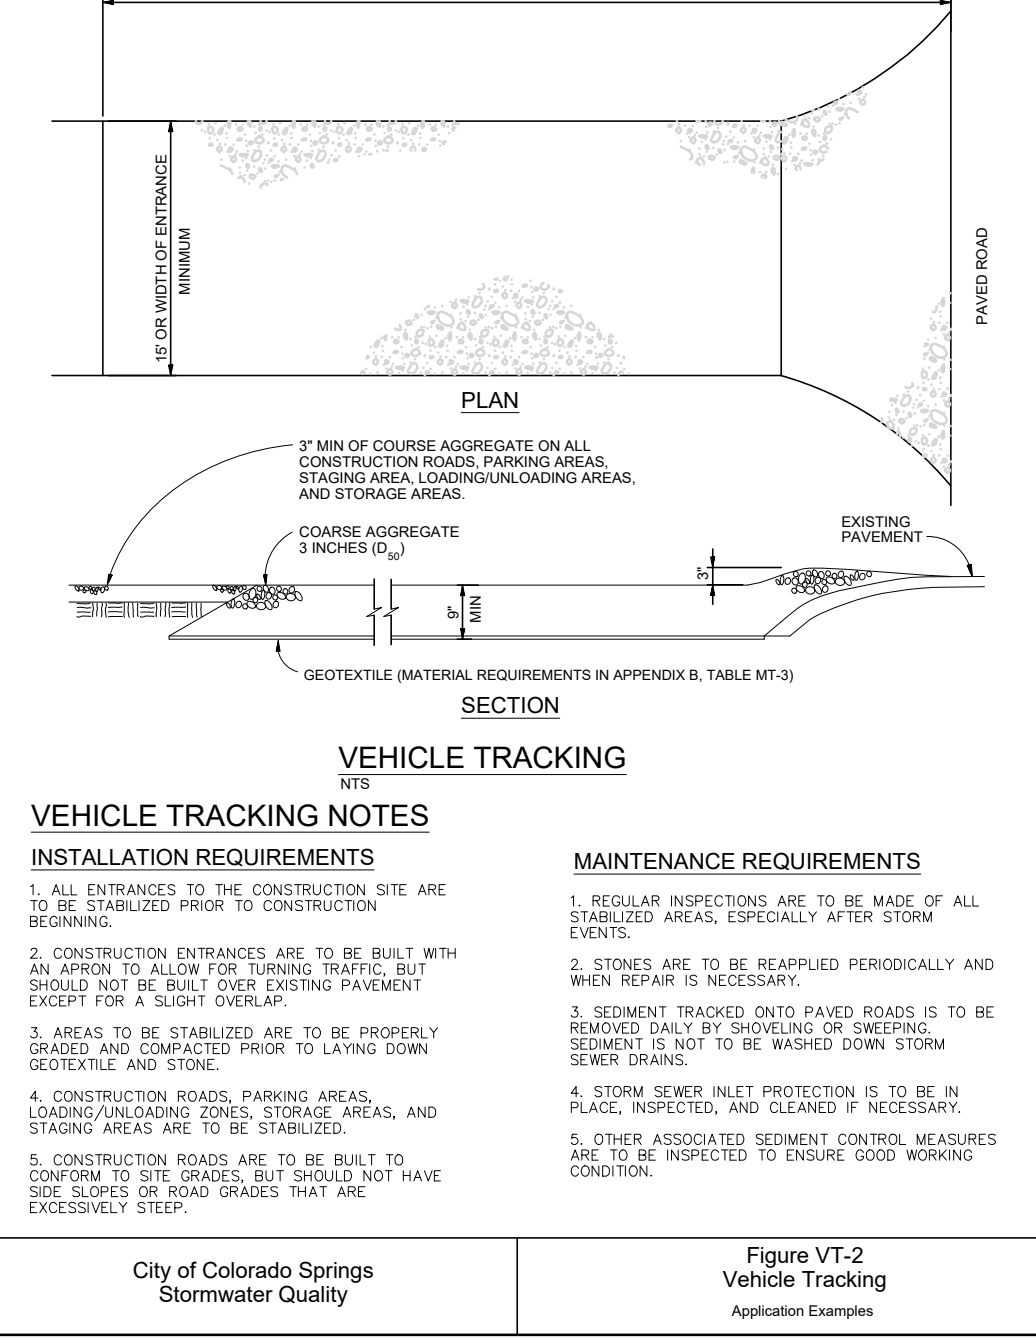 15' OR WIDTH OF ENTRANCE
MINIMUM
PAVED ROAD
PLAN
3" MIN OF COURSE AGGREGATE ON ALL
CONSTRUCTION ROADS, PARKING AREAS,
STAGING AREA, LOADING/UNLOADING AREAS,
AND STORAGE AREAS.
COARSE AGGREGATE
3 INCHES (D50)
EXISTING
PAVEMENT
3"
9"
MIN
GEOTEXTILE (MATERIAL REQUIREMENTS IN APPENDIX B, TABLE MT-3)
SECTION
VEHICLE TRACKING
NTS
VEHICLE TRACKING NOTES
INSTALLATION REQUIREMENTS
1. ALL ENTRANCES TO THE CONSTRUCTION SITE ARE
TO BE STABILIZED PRIOR TO CONSTRUCTION
BEGINNING.
2. CONSTRUCTION ENTRANCES ARE TO BE BUILT WITH
AN APRON TO ALLOW FOR TURNING TRAFFIC, BUT
SHOULD NOT BE BUILT OVER EXISTING PAVEMENT
EXCEPT FOR A SLIGHT OVERLAP.
3. AREAS TO BE STABILIZED ARE TO BE PROPERLY
GRADED AND COMPACTED PRIOR TO LAYING DOWN
GEOTEXTILE AND STONE.
4. CONSTRUCTION ROADS, PARKING AREAS,
LOADING/UNLOADING ZONES, STORAGE AREAS, AND
STAGING AREAS ARE TO BE STABILIZED.
5. CONSTRUCTION ROADS ARE TO BE BUILT TO
CONFORM TO SITE GRADES, BUT SHOULD NOT HAVE
SIDE SLOPES OR ROAD GRADES THAT ARE
EXCESSIVELY STEEP.
MAINTENANCE REQUIREMENTS
1. REGULAR INSPECTIONS ARE TO BE MADE OF ALL
STABILIZED AREAS, ESPECIALLY AFTER STORM
EVENTS.
2. STONES ARE TO BE REAPPLIED PERIODICALLY AND
WHEN REPAIR IS NECESSARY.
3. SEDIMENT TRACKED ONTO PAVED ROADS IS TO BE
REMOVED DAILY BY SHOVELING OR SWEEPING.
SEDIMENT IS NOT TO BE WASHED DOWN STORM
SEWER DRAINS.
4. STORM SEWER INLET PROTECTION IS TO BE IN
PLACE, INSPECTED, AND CLEANED IF NECESSARY.
5. OTHER ASSOCIATED SEDIMENT CONTROL MEASURES
ARE TO BE INSPECTED TO ENSURE GOOD WORKING
CONDITION.
City of Colorado Springs
Stormwater Quality
Figure VT-2
Vehicle Tracking
Application Examples